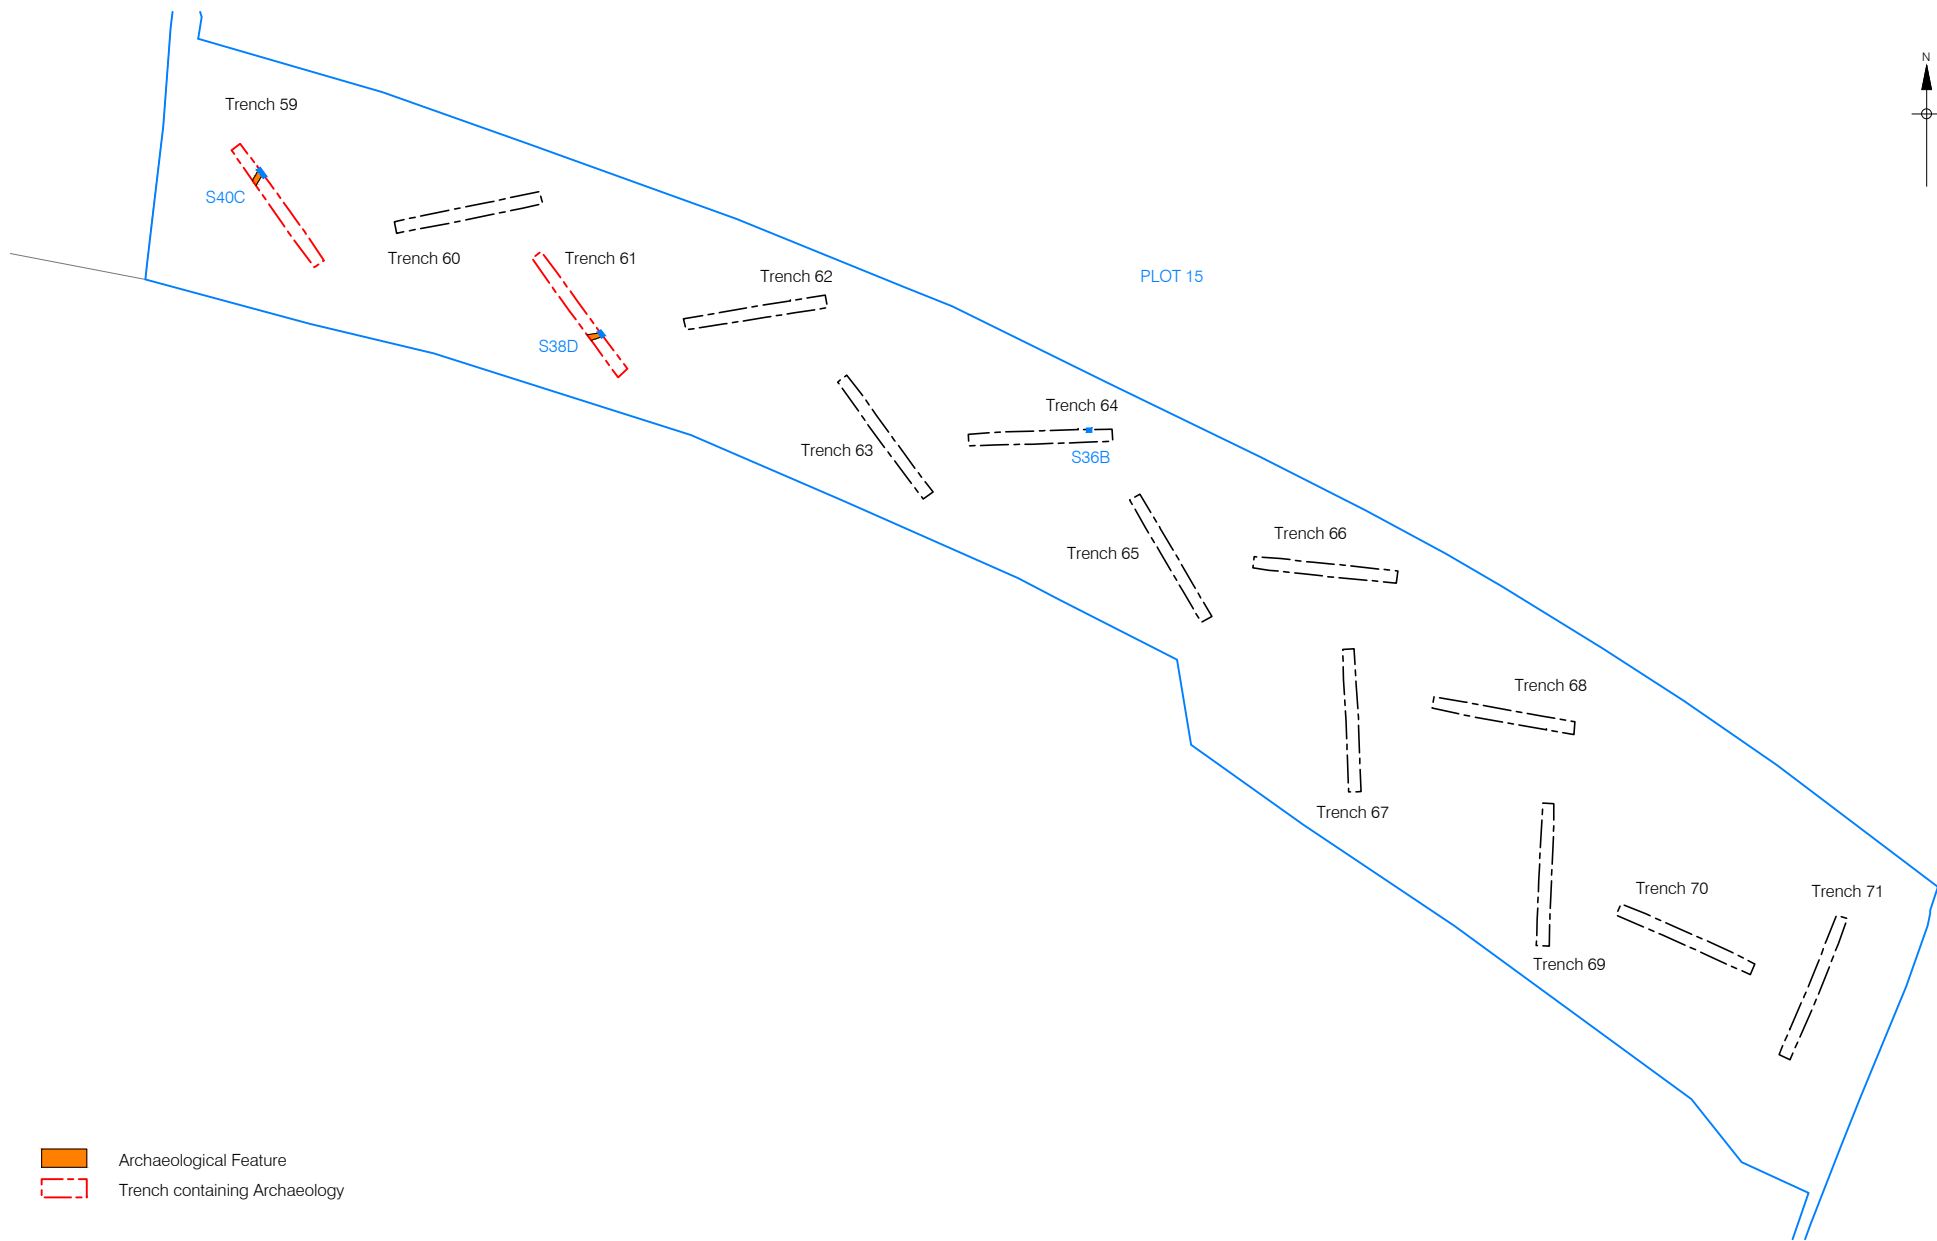 N
Trench 59
S40C
Trench 60
Trench 61
Trench 62
PLOT 15
S38D
Trench 64
Trench 63
S36B
Trench 66
Trench 65
Trench 68
Trench 67
Trench 70
Trench 71
Trench 69
Archaeological Feature
Trench containing Archaeology